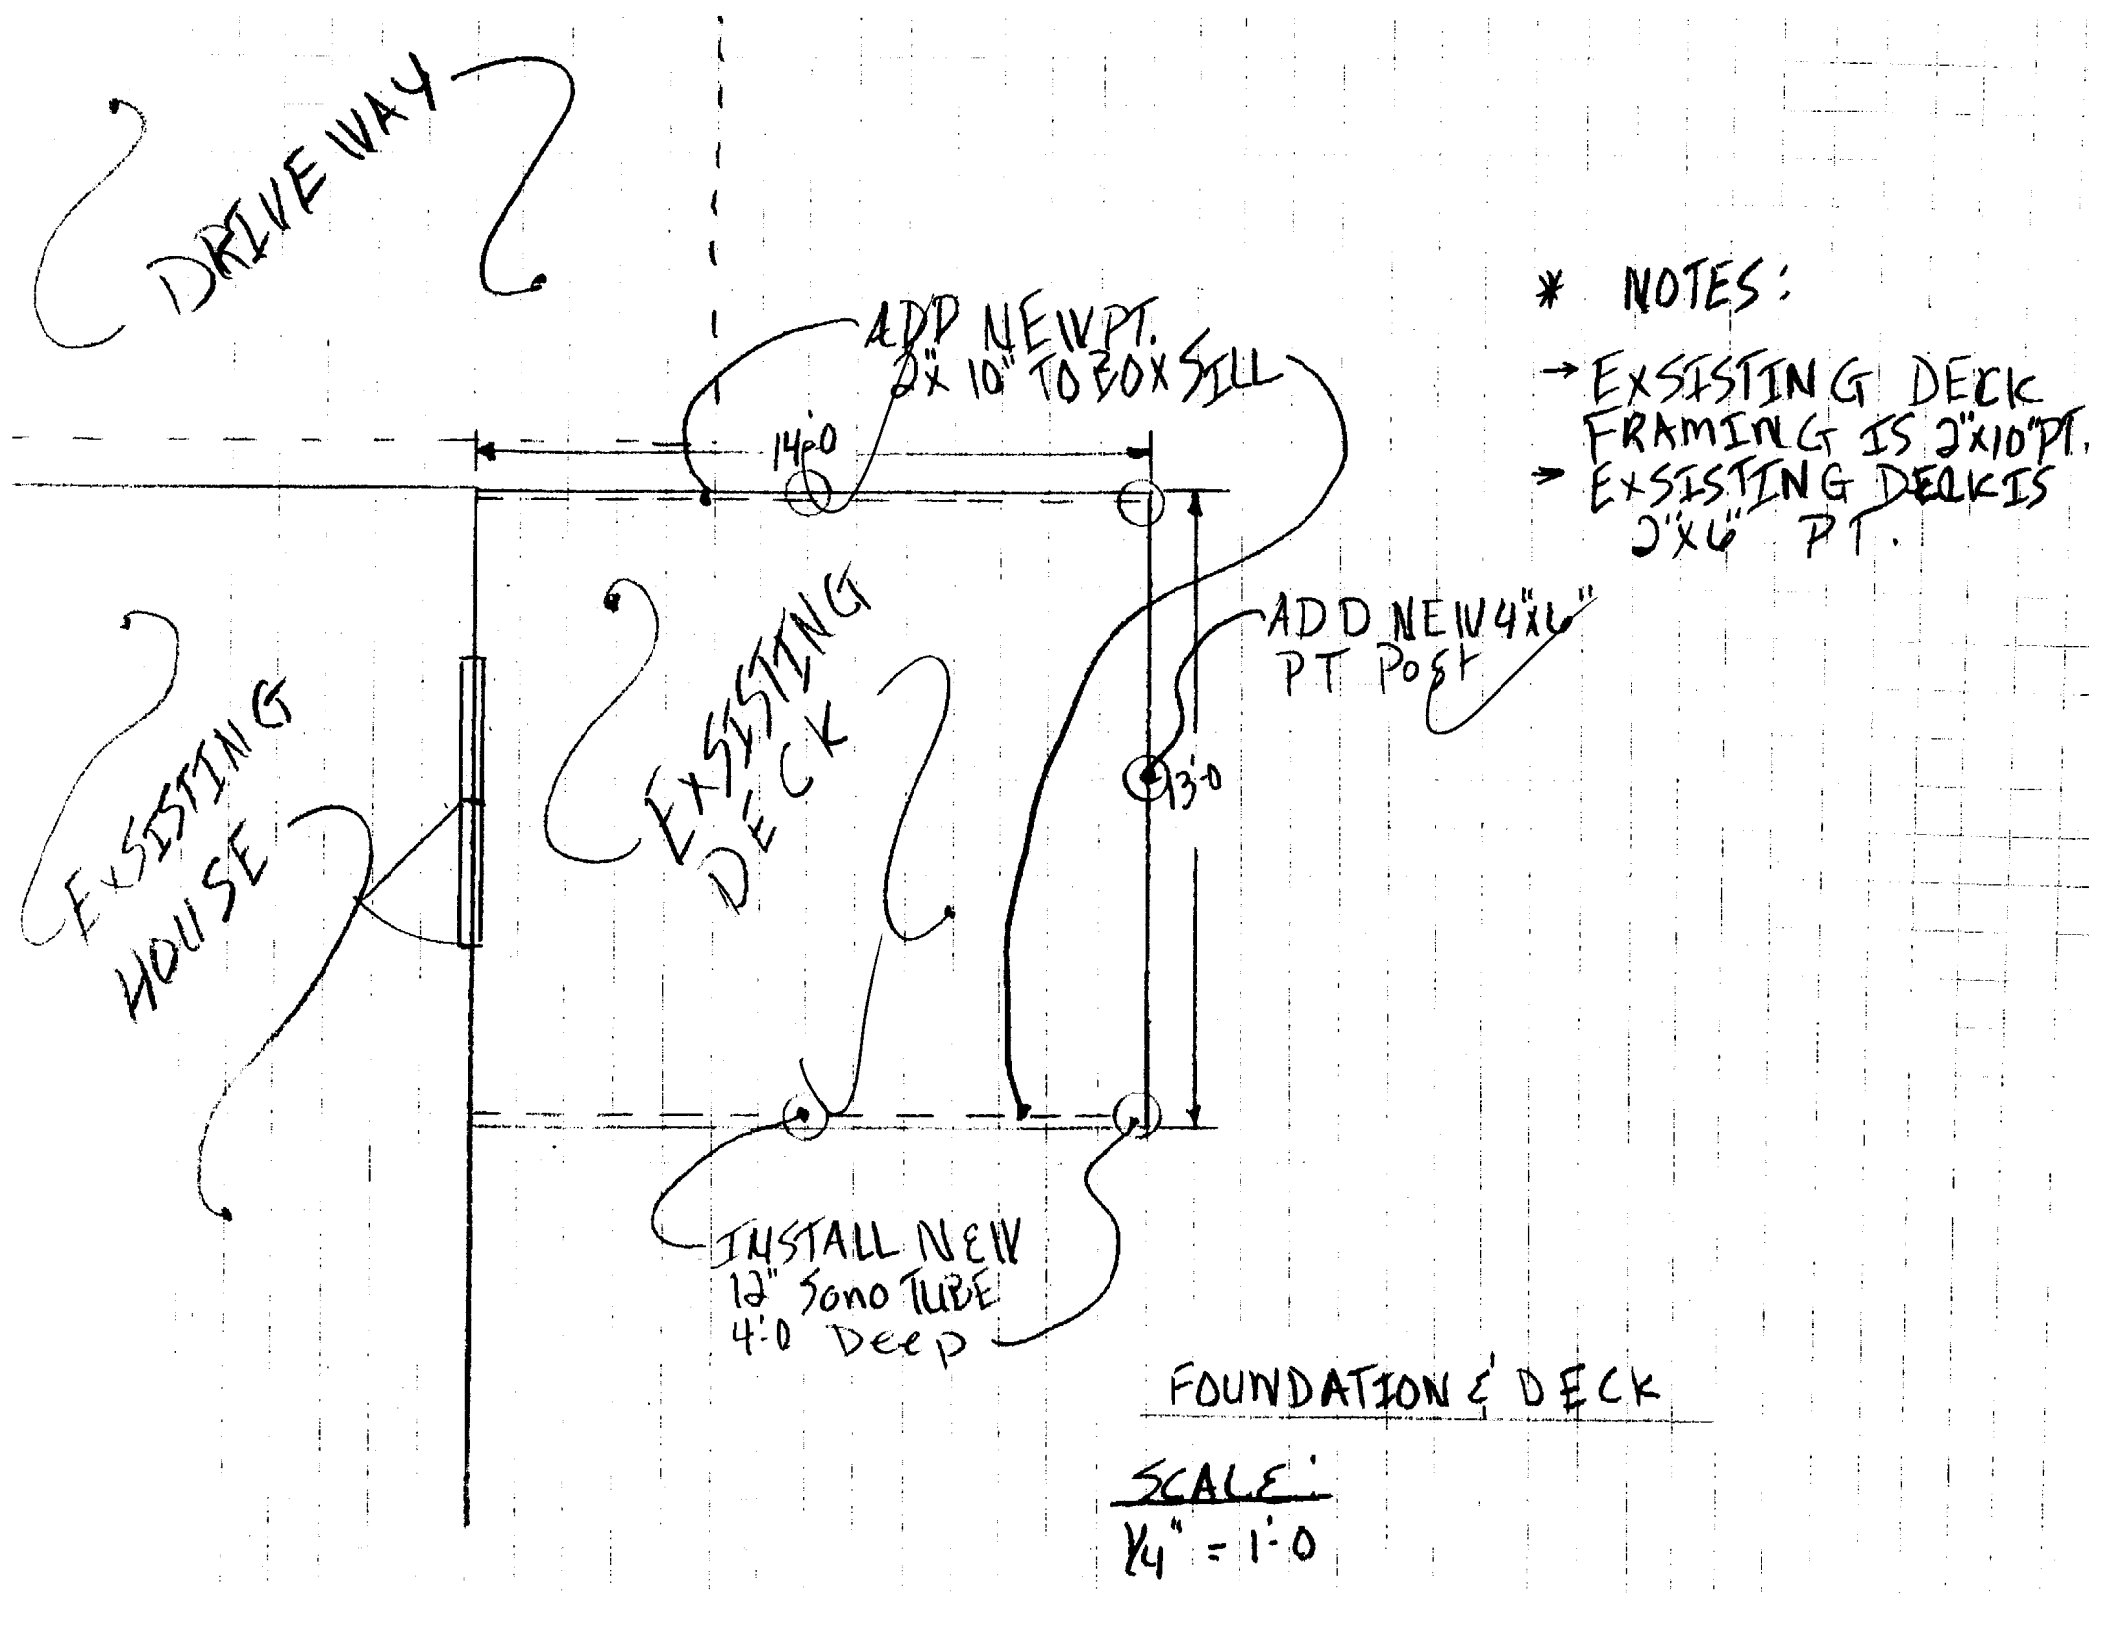 DRIVEWAY
ADD NEW PT.
2"x 10" TO BOX SILL
14'-0
* NOTES:
→ EXSISTING DECK
FRAMING IS 2"x10"PT.
→ EXSISTING DECK IS
2"x6" PT.
ADD NEW 4"x6"
PT Post
13'-0
EXSISTING
DECK
EXSISTING
HOUSE
INSTALL NEW
12" Sono TUBE
4'-0 Deep
FOUNDATION & DECK
SCALE:
1/4" = 1'-0